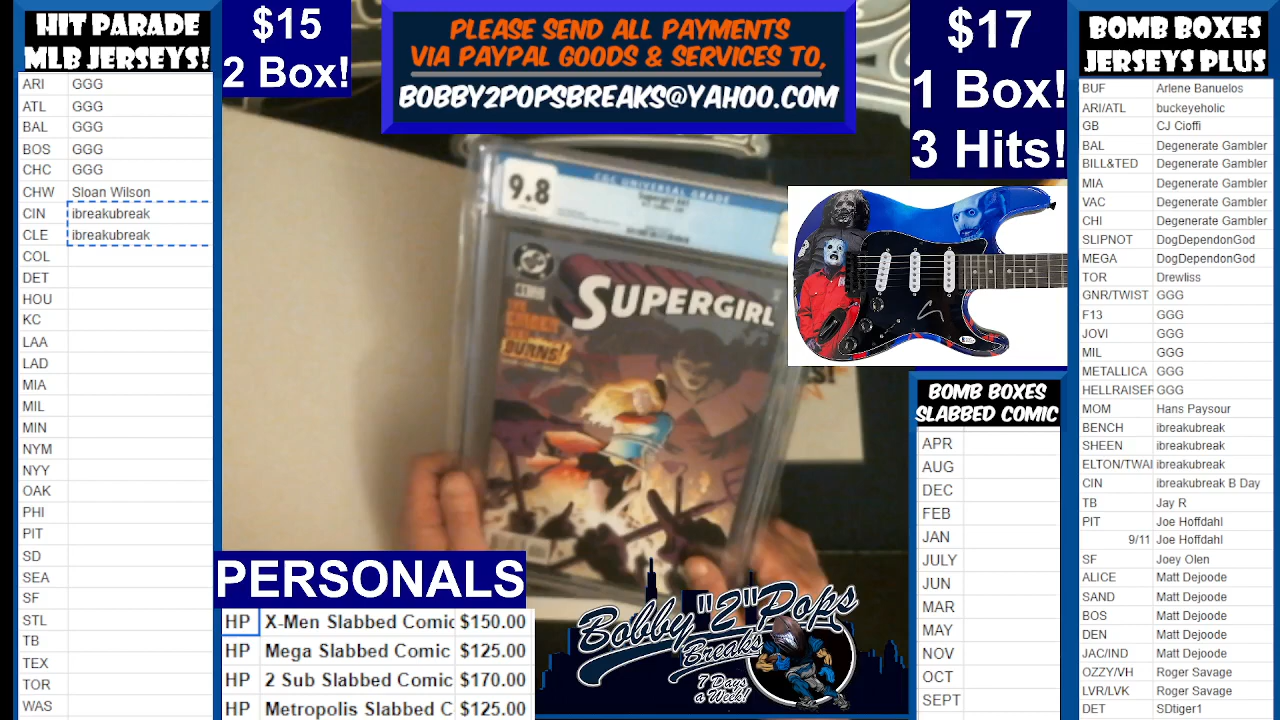 HIT PARADE
MLB JERSEYS!
ARI GGG
ATL GGG
BAL GGG
BOS GGG
CHC GGG
CHW Sloan Wilson
CIN ibreakubreak
CLE ibreakubreak
COL
DET
HOU
KC
LAA
LAD
MIA
MIL
MIN
NYM
NYY
OAK
PHI
PIT
SD
SEA
SF
STL
TB
TEX
TOR
WAS
$15
2 Box!
PLEASE SEND ALL PAYMENTS
VIA PAYPAL GOODS & SERVICES TO,
BOBBY2POPSBREAKS@YAHOO.COM
$17
1 Box!
3 Hits!
9.8
CGC UNIVERSAL GRADE
DC
SUPERGIRL
BURNS!
PERSONALS
HP X-Men Slabbed Comic $150.00
HP Mega Slabbed Comic $125.00
HP 2 Sub Slabbed Comic $170.00
HP Metropolis Slabbed C $125.00
Bobby "2" Pops
Breaks
7 Days
a Week!
BOMB BOXES
SLABBED COMIC
APR
AUG
DEC
FEB
JAN
JULY
JUN
MAR
MAY
NOV
OCT
SEPT
BOMB BOXES
JERSEYS PLUS
BUF Arlene Banuelos
ARI/ATL buckeyeholic
GB CJ Cioffi
BAL Degenerate Gambler
BILL&TED Degenerate Gambler
MIA Degenerate Gambler
VAC Degenerate Gambler
CHI Degenerate Gambler
SLIPNOT DogDependonGod
MEGA DogDependonGod
TOR Drewliss
GNR/TWIST GGG
F13 GGG
JOVI GGG
MIL GGG
METALLICA GGG
HELLRAISER GGG
MOM Hans Paysour
BENCH ibreakubreak
SHEEN ibreakubreak
ELTON/TWAI ibreakubreak
CIN ibreakubreak B Day
TB Jay R
PIT Joe Hoffdahl
9/11 Joe Hoffdahl
SF Joey Olen
ALICE Matt Dejoode
SAND Matt Dejoode
BOS Matt Dejoode
DEN Matt Dejoode
JAC/IND Matt Dejoode
OZZY/VH Roger Savage
LVR/LVK Roger Savage
DET SDtiger1